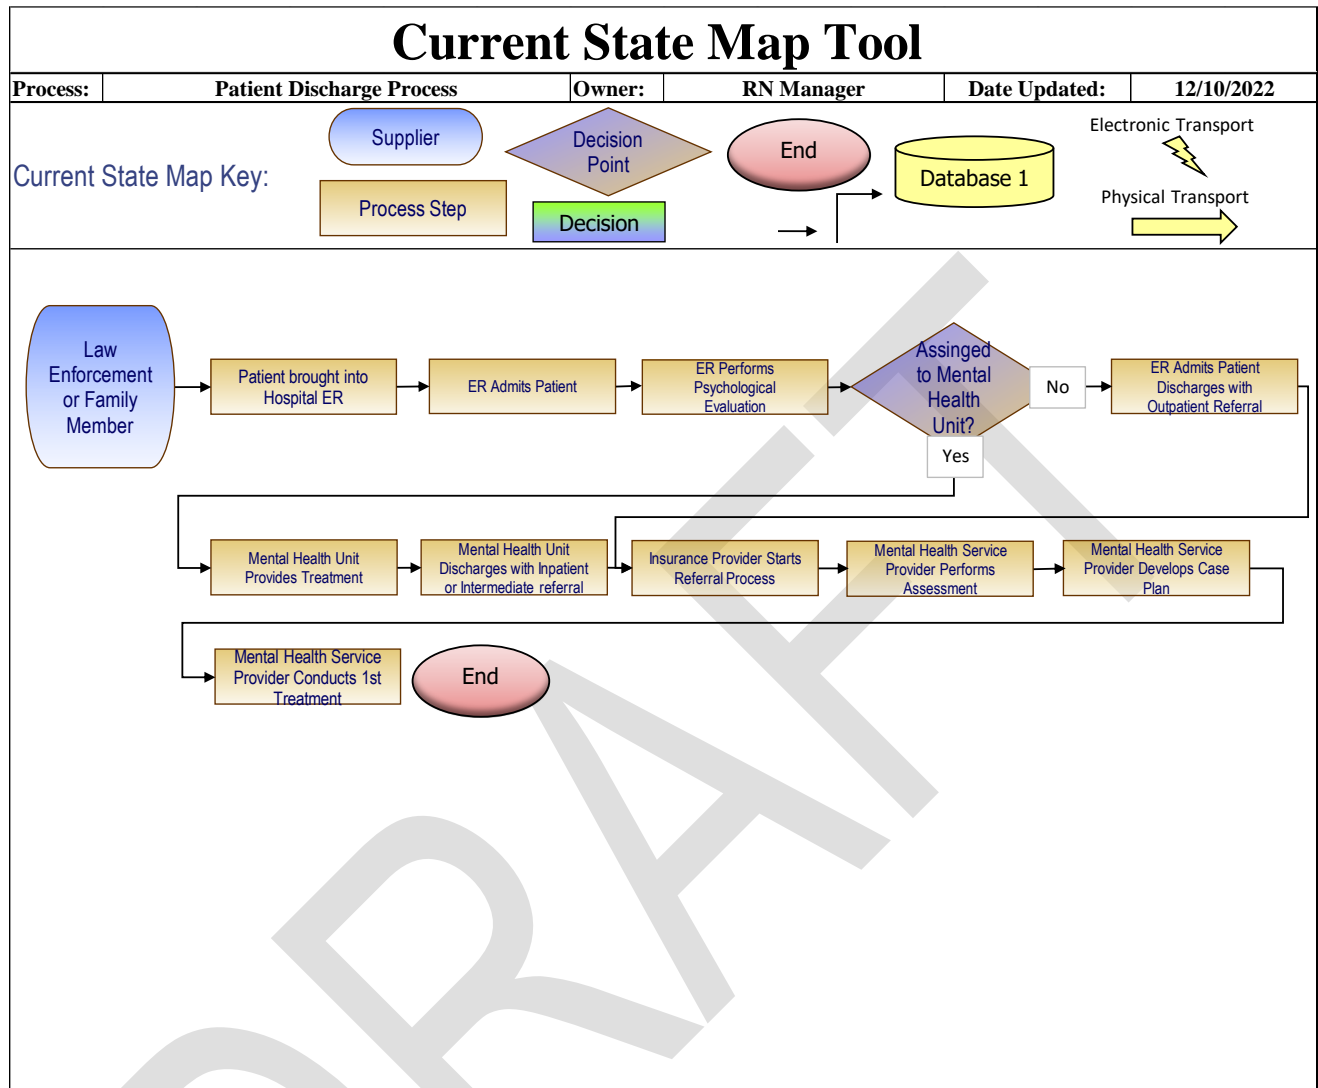 Current State Map Tool
Process: Patient Discharge Process Owner: RN Manager Date Updated: 12/10/2022
Current State Map Key:
Supplier
Process Step
Decision
Point
Decision
End
Database 1
Electronic Transport
Physical Transport
Law
Enforcement
or Family
Member
Patient brought into
Hospital ER
ER Admits Patient
ER Performs
Psychological
Evaluation
Assinged
to Mental
Health
Unit?
No
Yes
ER Admits Patient
Discharges with
Outpatient Referral
Mental Health Unit
Provides Treatment
Mental Health Unit
Discharges with Inpatient
or Intermediate referral
Insurance Provider Starts
Referral Process
Mental Health Service
Provider Performs
Assessment
Mental Health Service
Provider Develops Case
Plan
Mental Health Service
Provider Conducts 1st
Treatment
End
DRAFT